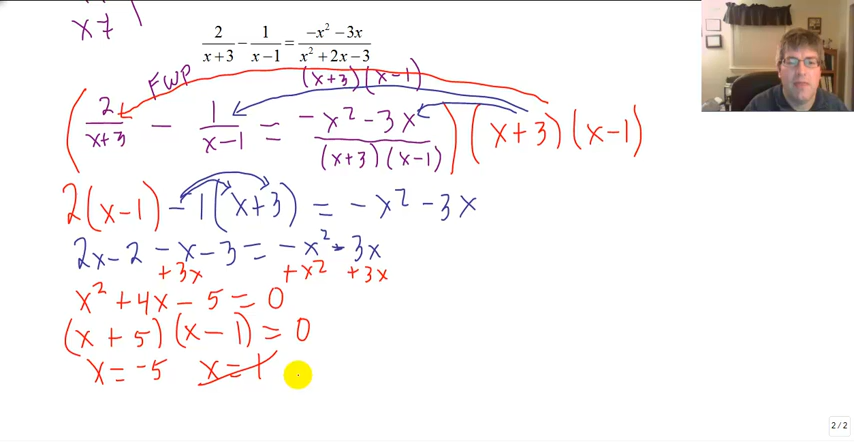 x 7
2/(x+3) - 1/(x-1) = (-x² - 3x)/(x² + 2x - 3)
FWP (x+3)(x-1)
(2/(x+3) - 1/(x-1) = (-x² - 3x)/((x+3)(x-1))) (x+3)(x-1)
2(x-1) -1(x+3) = -x² -3x
2x-2 -x-3 = -x² -3x
+3x +x² +3x
x² +4x - 5 = 0
(x + 5)(x - 1) = 0
x = -5 x = 1
2/2